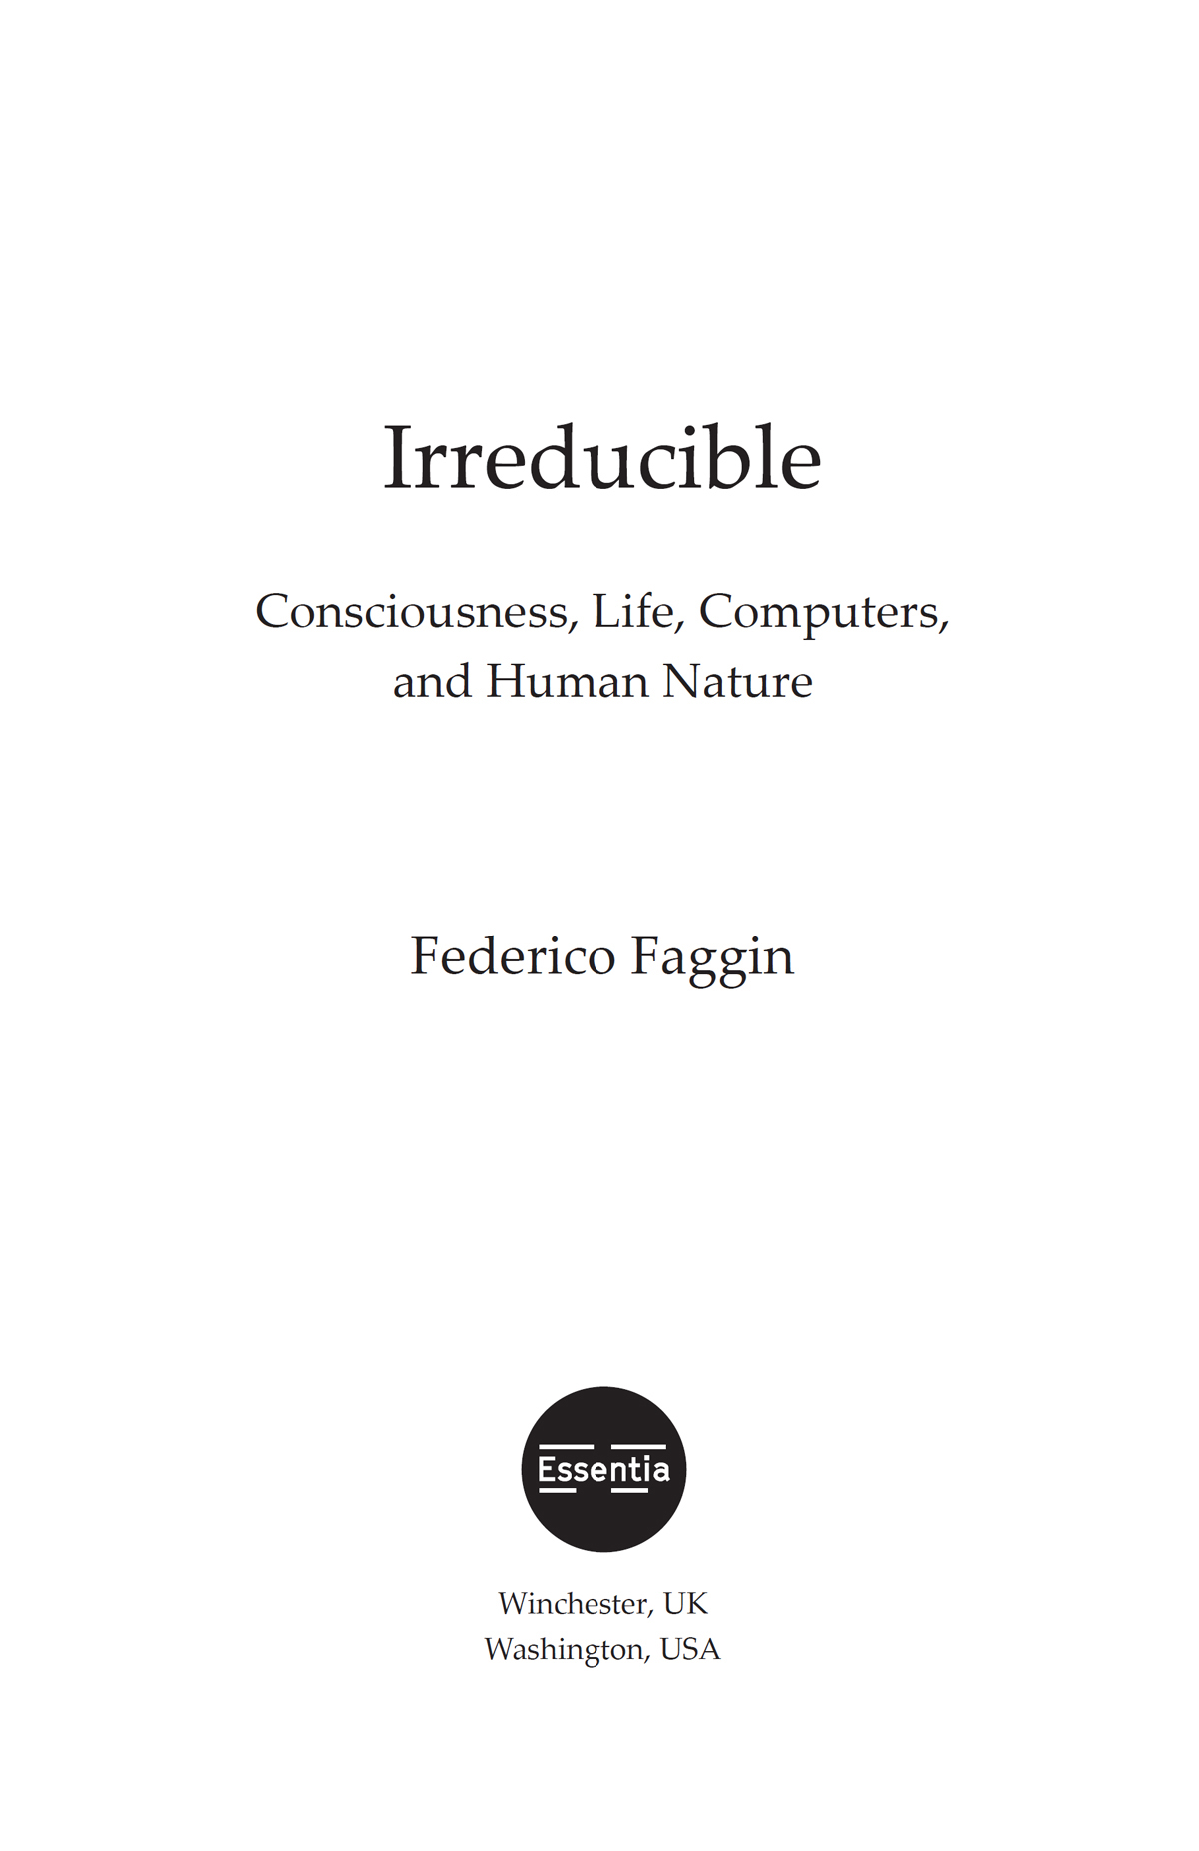 Irreducible
Consciousness, Life, Computers,
and Human Nature
Federico Faggin
Essentia
Winchester, UK
Washington, USA